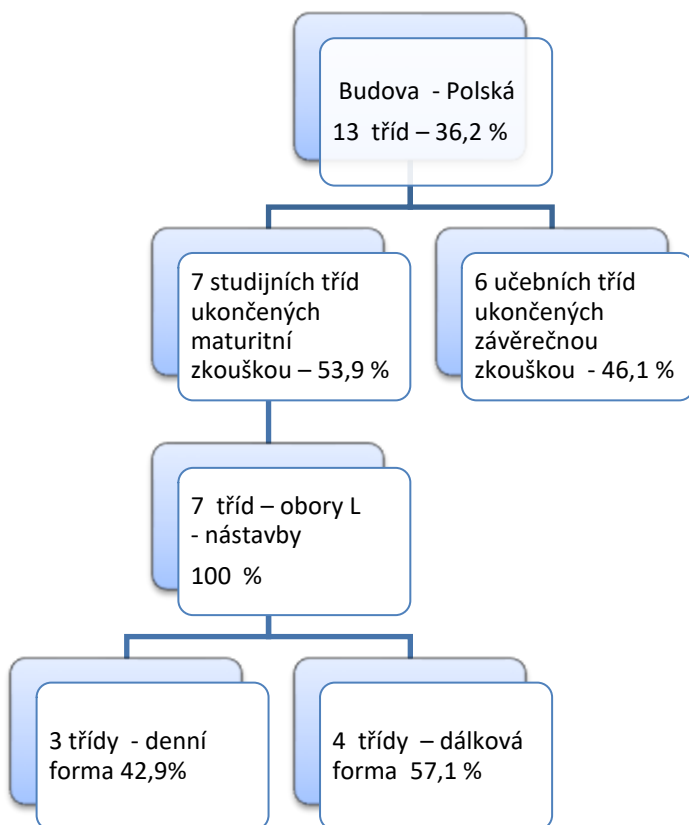 Budova - Polská
13 tříd – 36,2 %
7 studijních tříd
ukončených
maturitní
zkouškou – 53,9 %
6 učebních tříd
ukončených
závěrečnou
zkouškou - 46,1 %
7 tříd – obory L
- nástavby
100 %
3 třídy - denní
forma 42,9%
4 třídy – dálková
forma 57,1 %